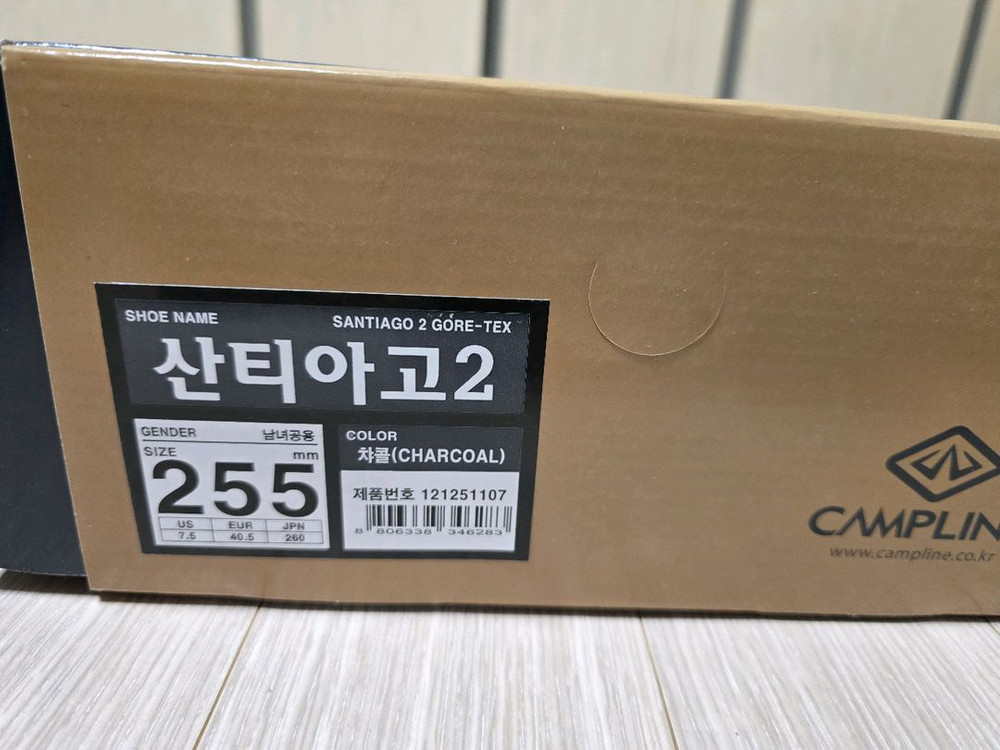 SHOE NAME
SANTIAGO 2 GORE-TEX
산티아고2
GENDER 남녀공용
SIZE mm
255
US EUR JPN
7.5 40.5 260
COLOR
챠콜(CHARCOAL)
제품번호 121251107
8 806338 346283
CAMPLIN
www.campline.co.kr